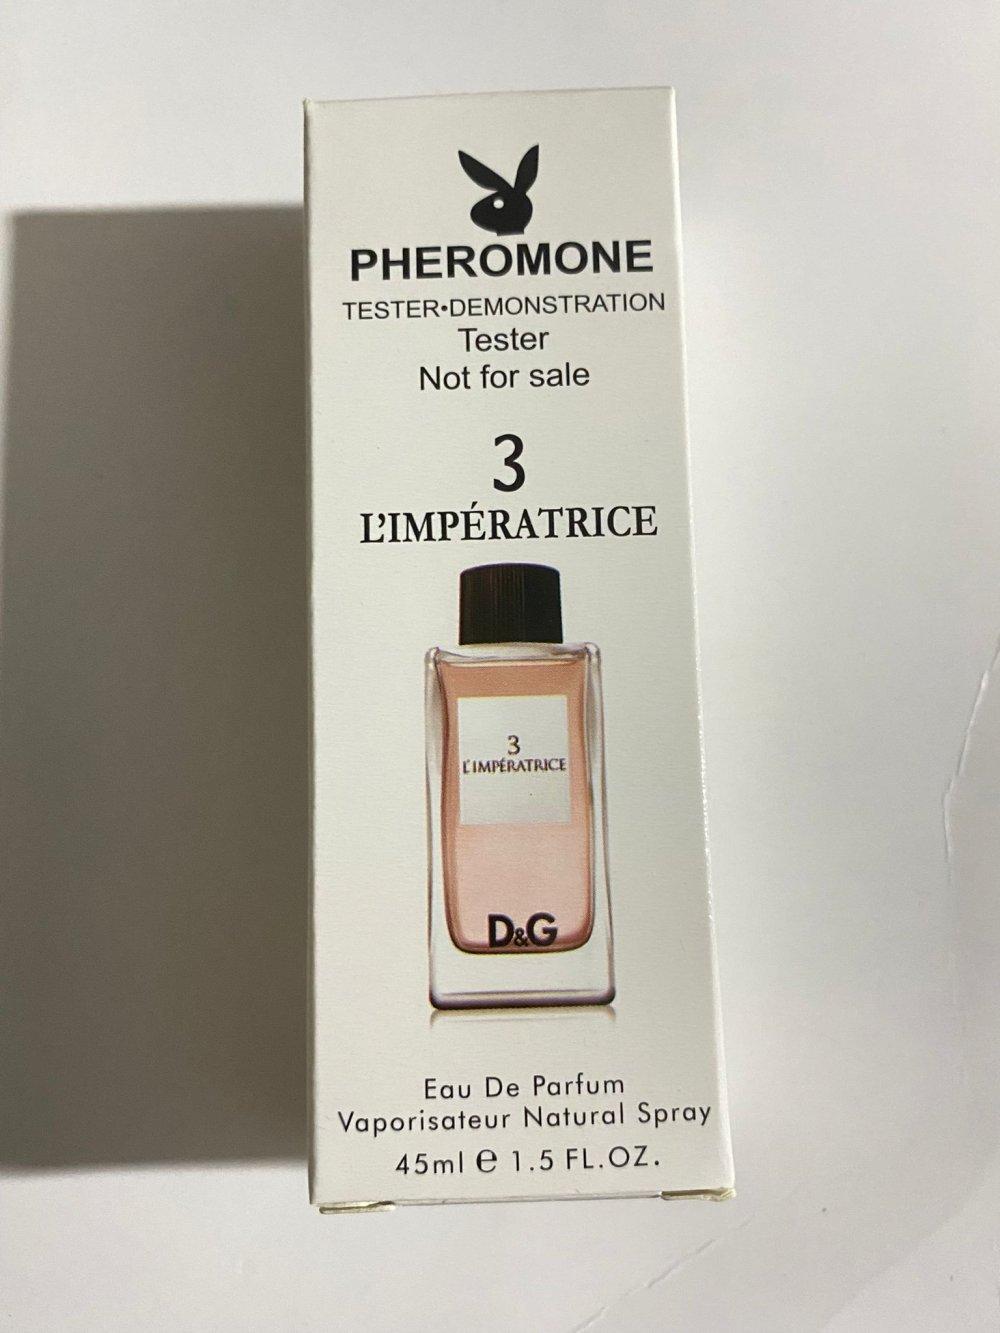 PHEROMONE
TESTER•DEMONSTRATION
Tester
Not for sale
3
L'IMPÉRATRICE
3
L'IMPÉRATRICE
D&G
Eau De Parfum
Vaporisateur Natural Spray
45ml e 1.5 FL.OZ.